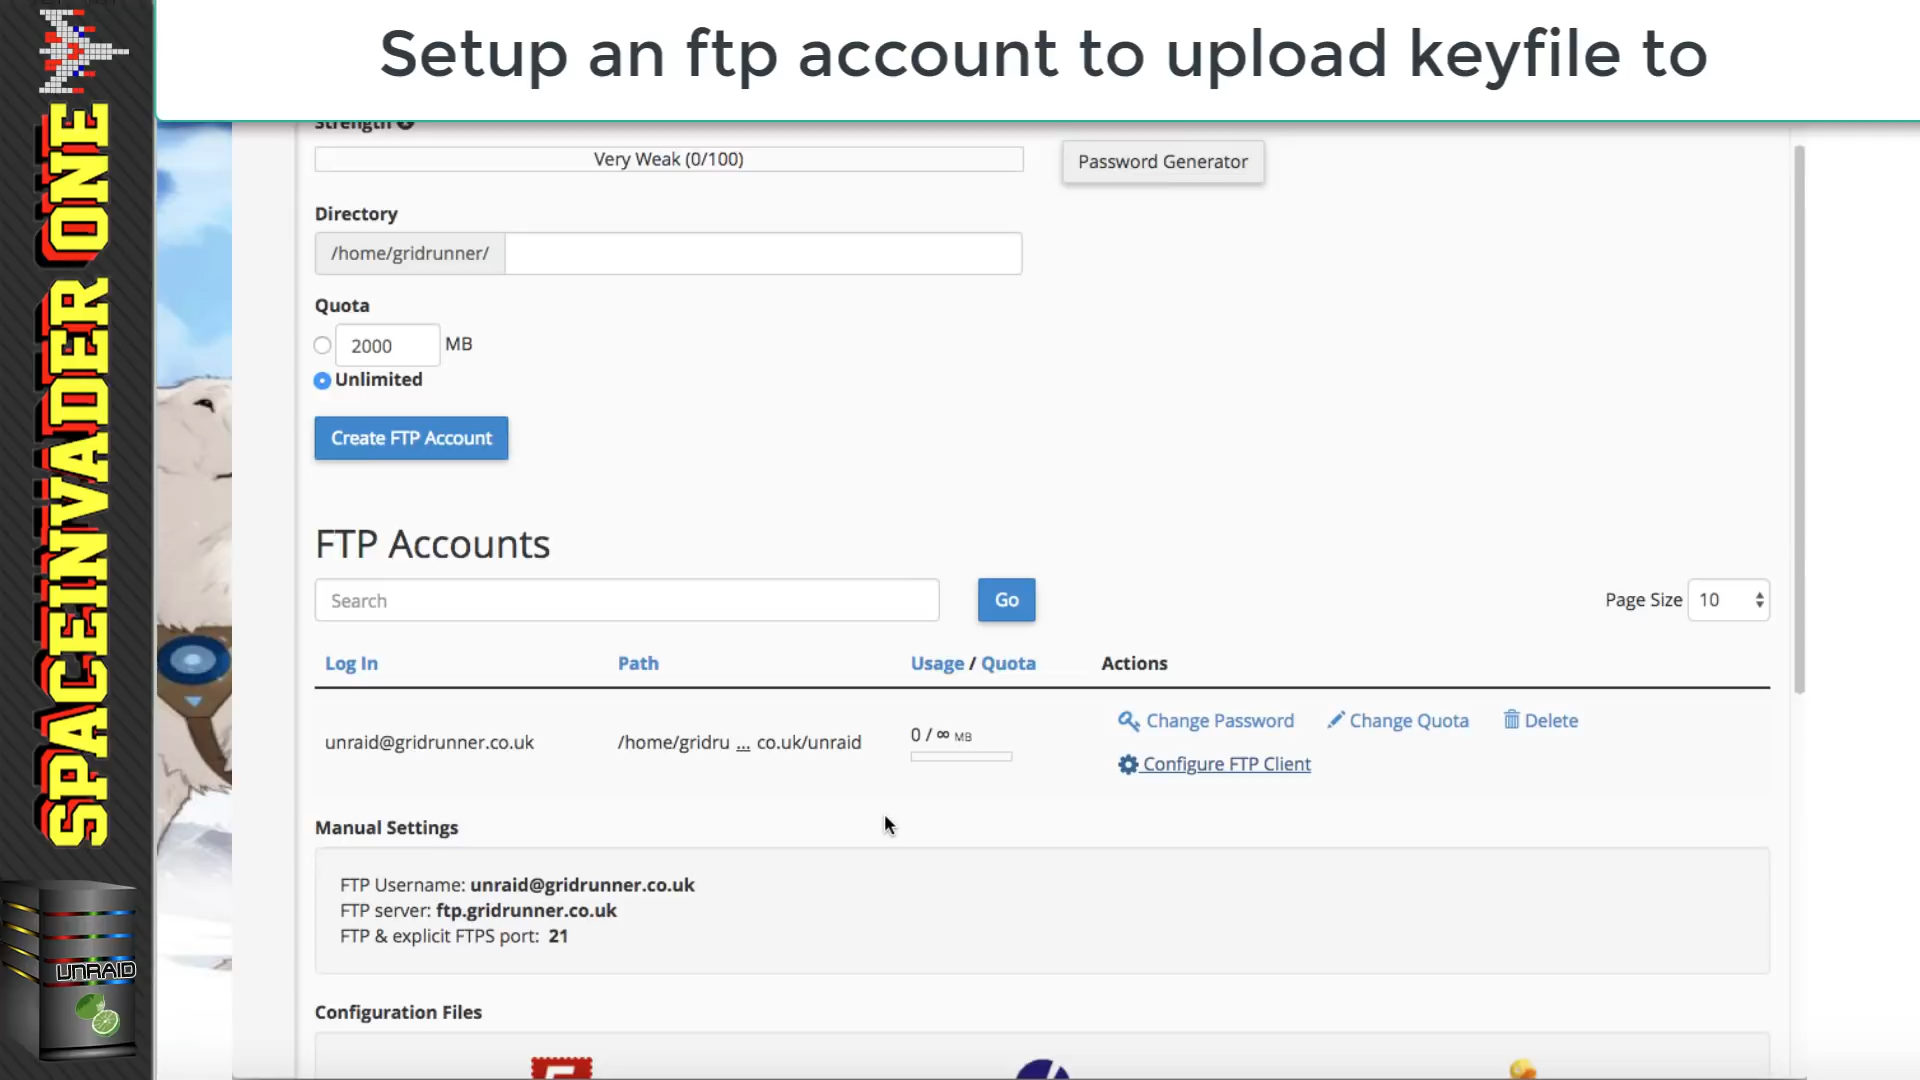 Setup an ftp account to upload keyfile to
SPACEINVADER ONE
Strength
Very Weak (0/100)
Password Generator
Directory
/home/gridrunner/
Quota
2000 MB
Unlimited
Create FTP Account
FTP Accounts
Search
Go
Page Size 10
Log In
Path
Usage / Quota
Actions
unraid@gridrunner.co.uk
/home/gridru ... co.uk/unraid
0 / ∞ MB
Change Password
Change Quota
Delete
Configure FTP Client
Manual Settings
FTP Username: unraid@gridrunner.co.uk
FTP server: ftp.gridrunner.co.uk
FTP & explicit FTPS port: 21
UNRAID
Configuration Files